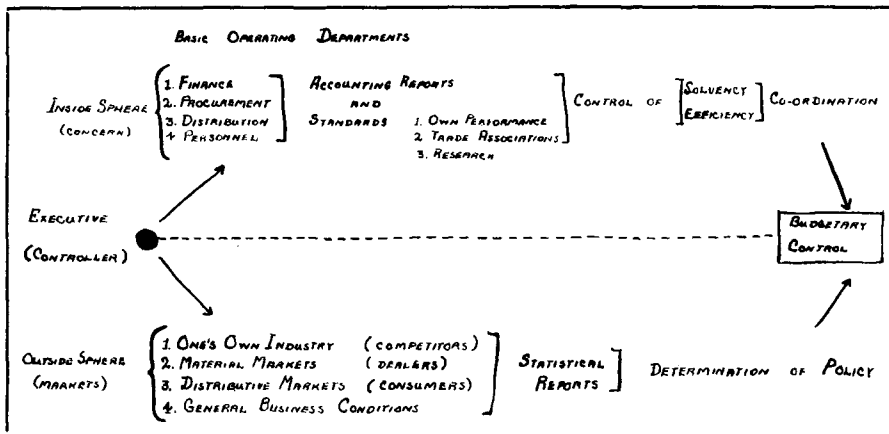 BASIC OPERATING DEPARTMENTS
INSIDE SPHERE
(CONCERN)
1. FINANCE
2. PROCUREMENT
3. DISTRIBUTION
4 PERSONNEL
ACCOUNTING REPORTS
AND
STANDARDS
1. OWN PERFORMANCE
2 TRADE ASSOCIATIONS
3. RESEARCH
CONTROL OF
SOLVENCY
EFFICIENCY
CO-ORDINATION
EXECUTIVE
(CONTROLLER)
BUDGETARY
CONTROL
OUTSIDE SPHERE
(MARKETS)
1. ONE'S OWN INDUSTRY (COMPETITORS)
2. MATERIAL MARKETS (DEALERS)
3. DISTRIBUTIVE MARKETS (CONSUMERS)
4. GENERAL BUSINESS CONDITIONS
STATISTICAL
REPORTS
DETERMINATION OF POLICY